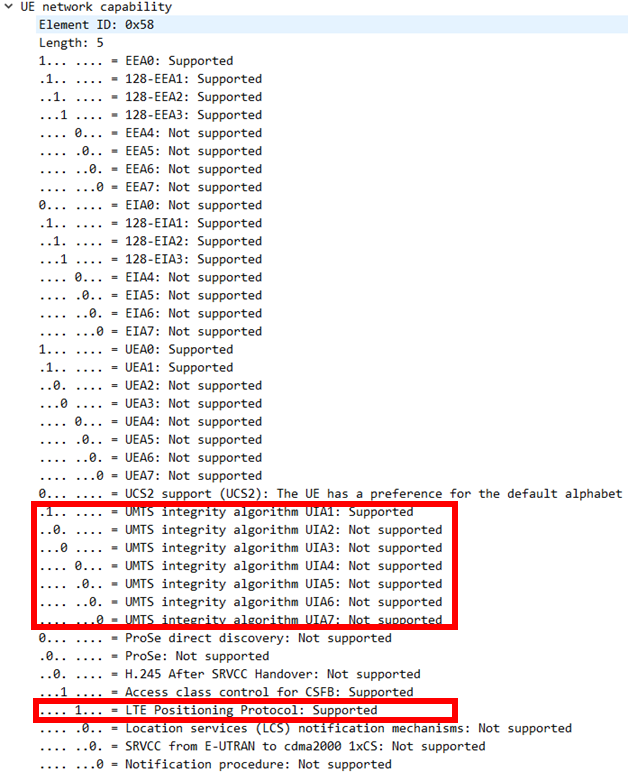 UE network capability
Element ID: 0x58
Length: 5
1... .... = EEA0: Supported
.1.. .... = 128-EEA1: Supported
..1. .... = 128-EEA2: Supported
...1 .... = 128-EEA3: Supported
.... 0... = EEA4: Not supported
.... .0.. = EEA5: Not supported
.... ..0. = EEA6: Not supported
.... ...0 = EEA7: Not supported
0... .... = EIA0: Not supported
.1.. .... = 128-EIA1: Supported
..1. .... = 128-EIA2: Supported
...1 .... = 128-EIA3: Supported
.... 0... = EIA4: Not supported
.... .0.. = EIA5: Not supported
.... ..0. = EIA6: Not supported
.... ...0 = EIA7: Not supported
1... .... = UEA0: Supported
.1.. .... = UEA1: Supported
..0. .... = UEA2: Not supported
...0 .... = UEA3: Not supported
.... 0... = UEA4: Not supported
.... .0.. = UEA5: Not supported
.... ..0. = UEA6: Not supported
.... ...0 = UEA7: Not supported
0... .... = UCS2 support (UCS2): The UE has a preference for the default alphabet
.1.. .... = UMTS integrity algorithm UIA1: Supported
..0. .... = UMTS integrity algorithm UIA2: Not supported
...0 .... = UMTS integrity algorithm UIA3: Not supported
.... 0... = UMTS integrity algorithm UIA4: Not supported
.... .0.. = UMTS integrity algorithm UIA5: Not supported
.... ..0. = UMTS integrity algorithm UIA6: Not supported
.... ...0 = UMTS integrity algorithm UIA7: Not supported
0... .... = ProSe direct discovery: Not supported
.0.. .... = ProSe: Not supported
..0. .... = H.245 After SRVCC Handover: Not supported
...1 .... = Access class control for CSFB: Supported
.... 1... = LTE Positioning Protocol: Supported
.... .0.. = Location services (LCS) notification mechanisms: Not supported
.... ..0. = SRVCC from E-UTRAN to cdma2000 1xCS: Not supported
.... ...0 = Notification procedure: Not supported